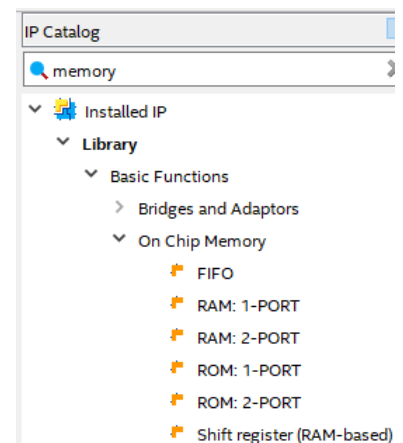 IP Catalog
memory
Installed IP
Library
Basic Functions
Bridges and Adaptors
On Chip Memory
FIFO
RAM: 1-PORT
RAM: 2-PORT
ROM: 1-PORT
ROM: 2-PORT
Shift register (RAM-based)